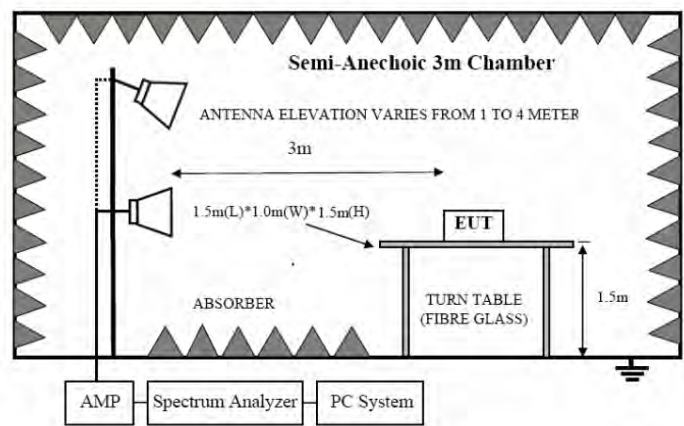 Semi-Anechoic 3m Chamber
ANTENNA ELEVATION VARIES FROM 1 TO 4 METER
3m
1.5m(L)*1.0m(W)*1.5m(H)
EUT
ABSORBER
TURN TABLE
(FIBRE GLASS)
1.5m
AMP
Spectrum Analyzer
PC System